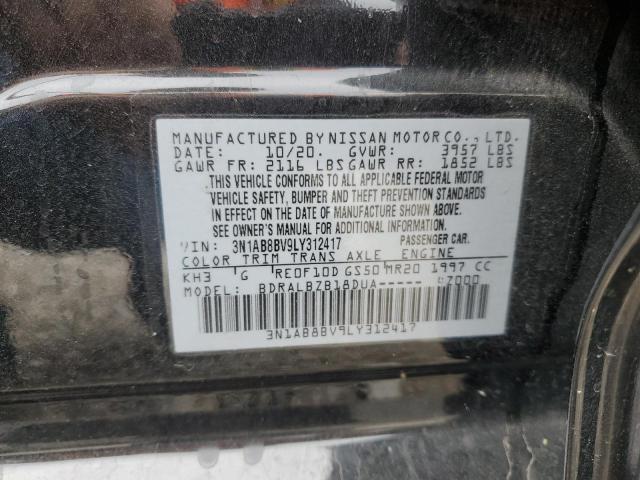 MANUFACTURED BY NISSAN MOTOR CO., LTD.
DATE: 10/20. GVWR: 3957 LBS
GAWR FR: 2116 LBS GAWR RR: 1852 LBS
THIS VEHICLE CONFORMS TO ALL APPLICABLE FEDERAL MOTOR
VEHICLE SAFETY, BUMPER AND THEFT PREVENTION STANDARDS
IN EFFECT ON THE DATE OF MANUFACTURE SHOWN ABOVE.
SEE OWNER'S MANUAL FOR ADDITIONAL INFORMATION.
VIN: 3N1AB8BV9LY312417 PASSENGER CAR.
COLOR TRIM TRANS AXLE ENGINE
KH3 G RE0F10D GS50 MR20 1997 CC
MODEL: BDRALBZB18DUA----- 7000
3N1AB8BV9LY312417